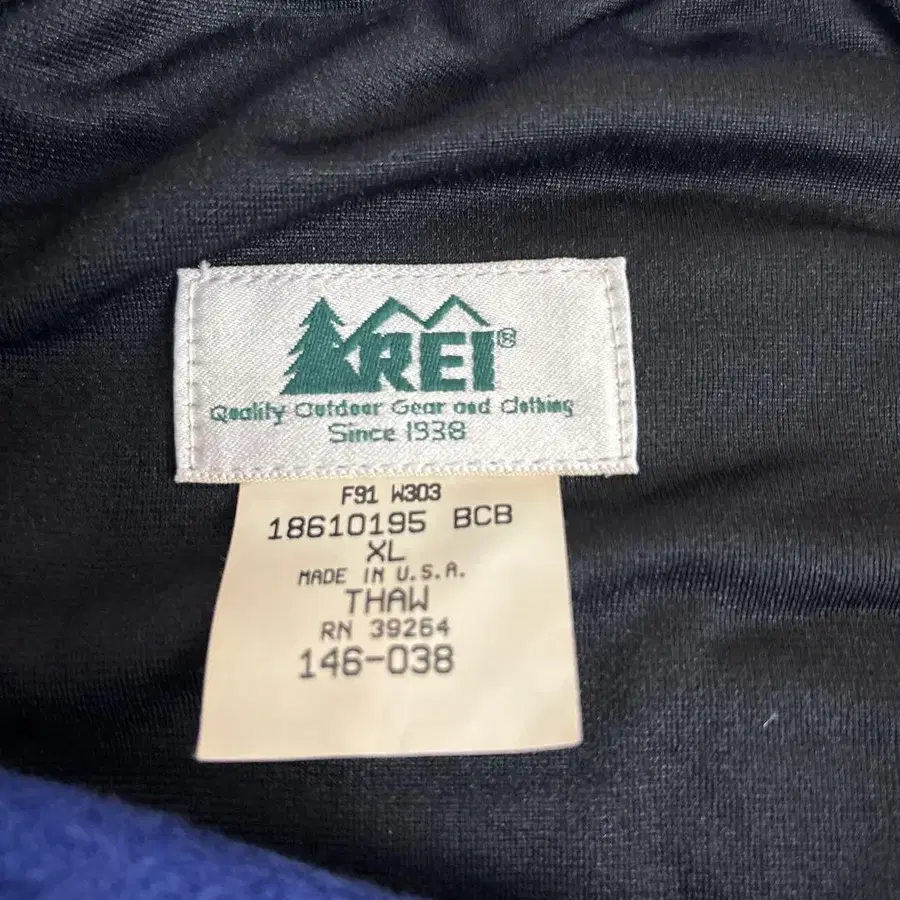 REI®
Quality Outdoor Gear and Clothing
Since 1938
F91 W303
18610195 BCB
XL
MADE IN U.S.A.
THAW
RN 39264
146-038